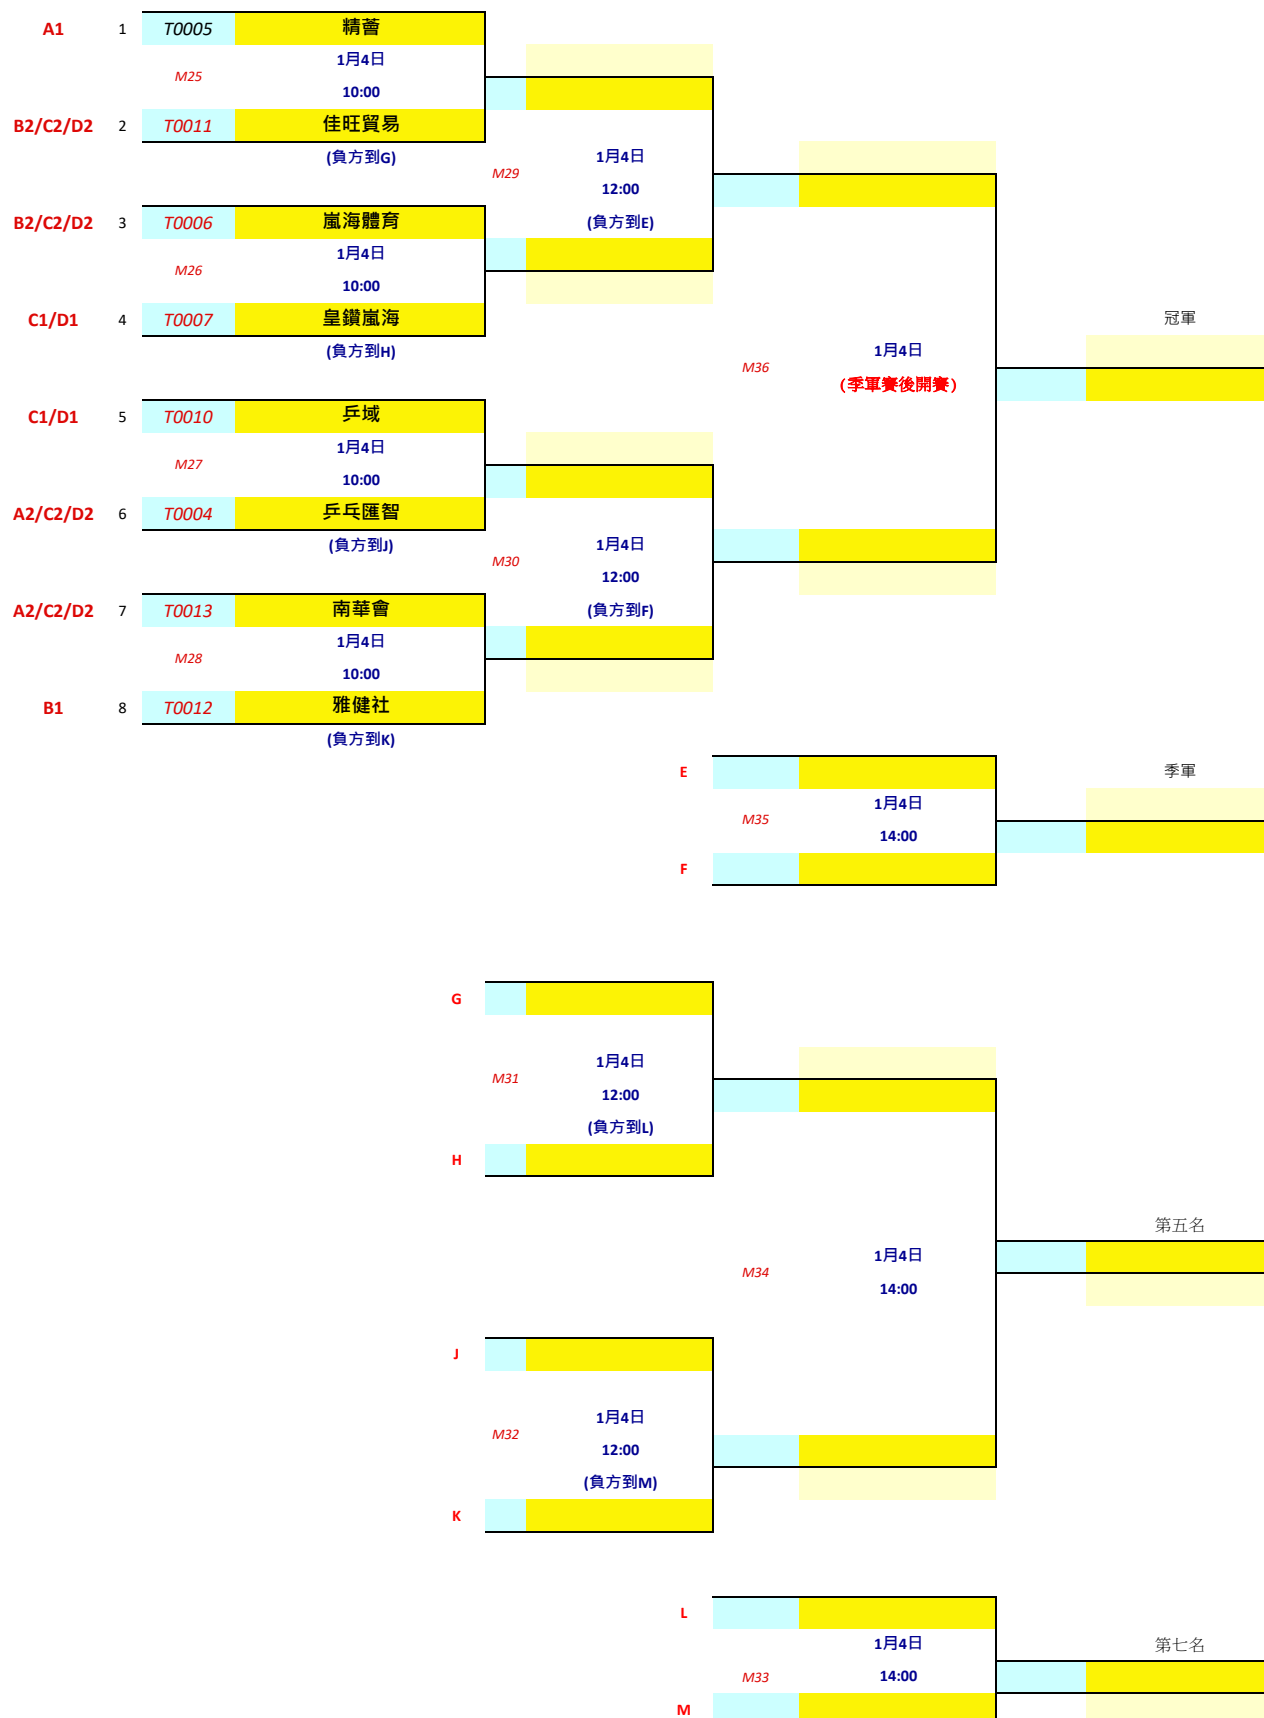 A1 1 T0005 精薈
M25 1月4日
10:00
B2/C2/D2 2 T0011 佳旺貿易
(負方到G)
M29 1月4日
12:00
(負方到E)
B2/C2/D2 3 T0006 嵐海體育
M26 1月4日
10:00
C1/D1 4 T0007 皇鑽嵐海
(負方到H)
M36 1月4日
(季軍賽後開賽)
冠軍
C1/D1 5 T0010 乒域
M27 1月4日
10:00
A2/C2/D2 6 T0004 乒乓匯智
(負方到J)
M30 1月4日
12:00
(負方到F)
A2/C2/D2 7 T0013 南華會
M28 1月4日
10:00
B1 8 T0012 雅健社
(負方到K)
E
季軍
M35 1月4日
14:00
F
G
M31 1月4日
12:00
(負方到L)
H
第五名
M34 1月4日
14:00
J
M32 1月4日
12:00
(負方到M)
K
L
第七名
M33 1月4日
14:00
M